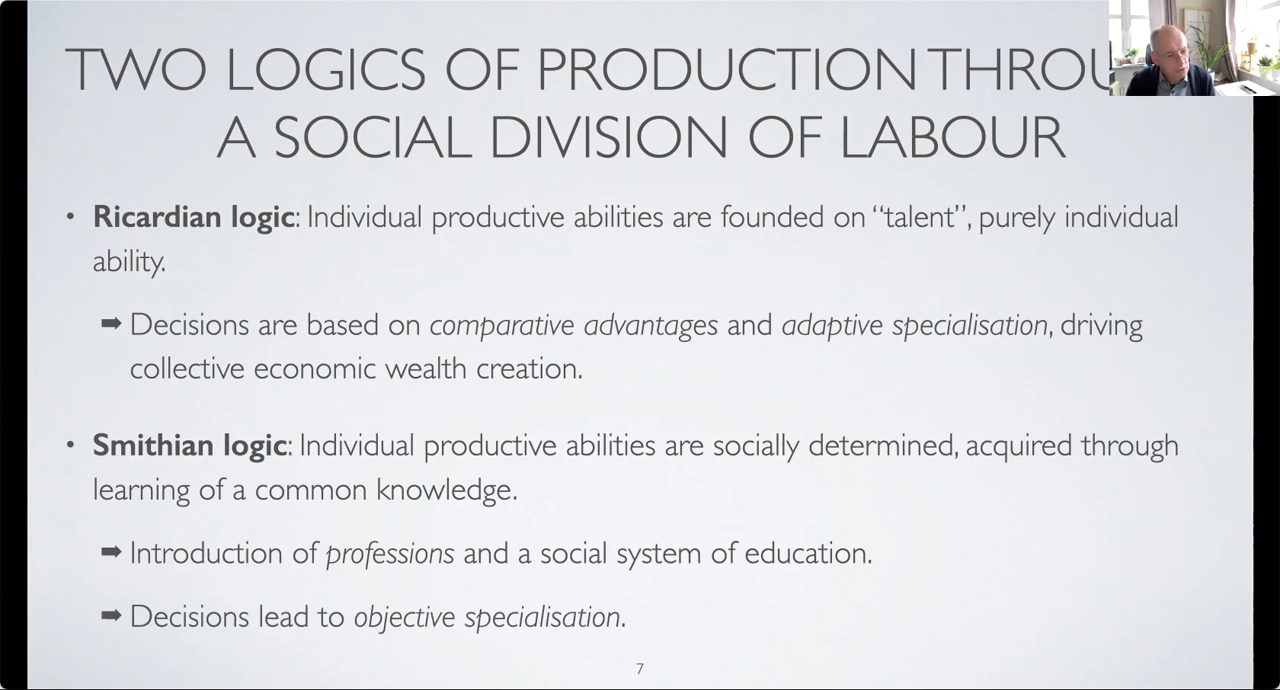 TWO LOGICS OF PRODUCTION
A SOCIAL DIVISION OF LABOUR
• Ricardian logic: Individual productive abilities are founded on “talent”, purely individual
ability.
➡ Decisions are based on comparative advantages and adaptive specialisation, driving
collective economic wealth creation.
• Smithian logic: Individual productive abilities are socially determined, acquired through
learning of a common knowledge.
➡ Introduction of professions and a social system of education.
➡ Decisions lead to objective specialisation.
7